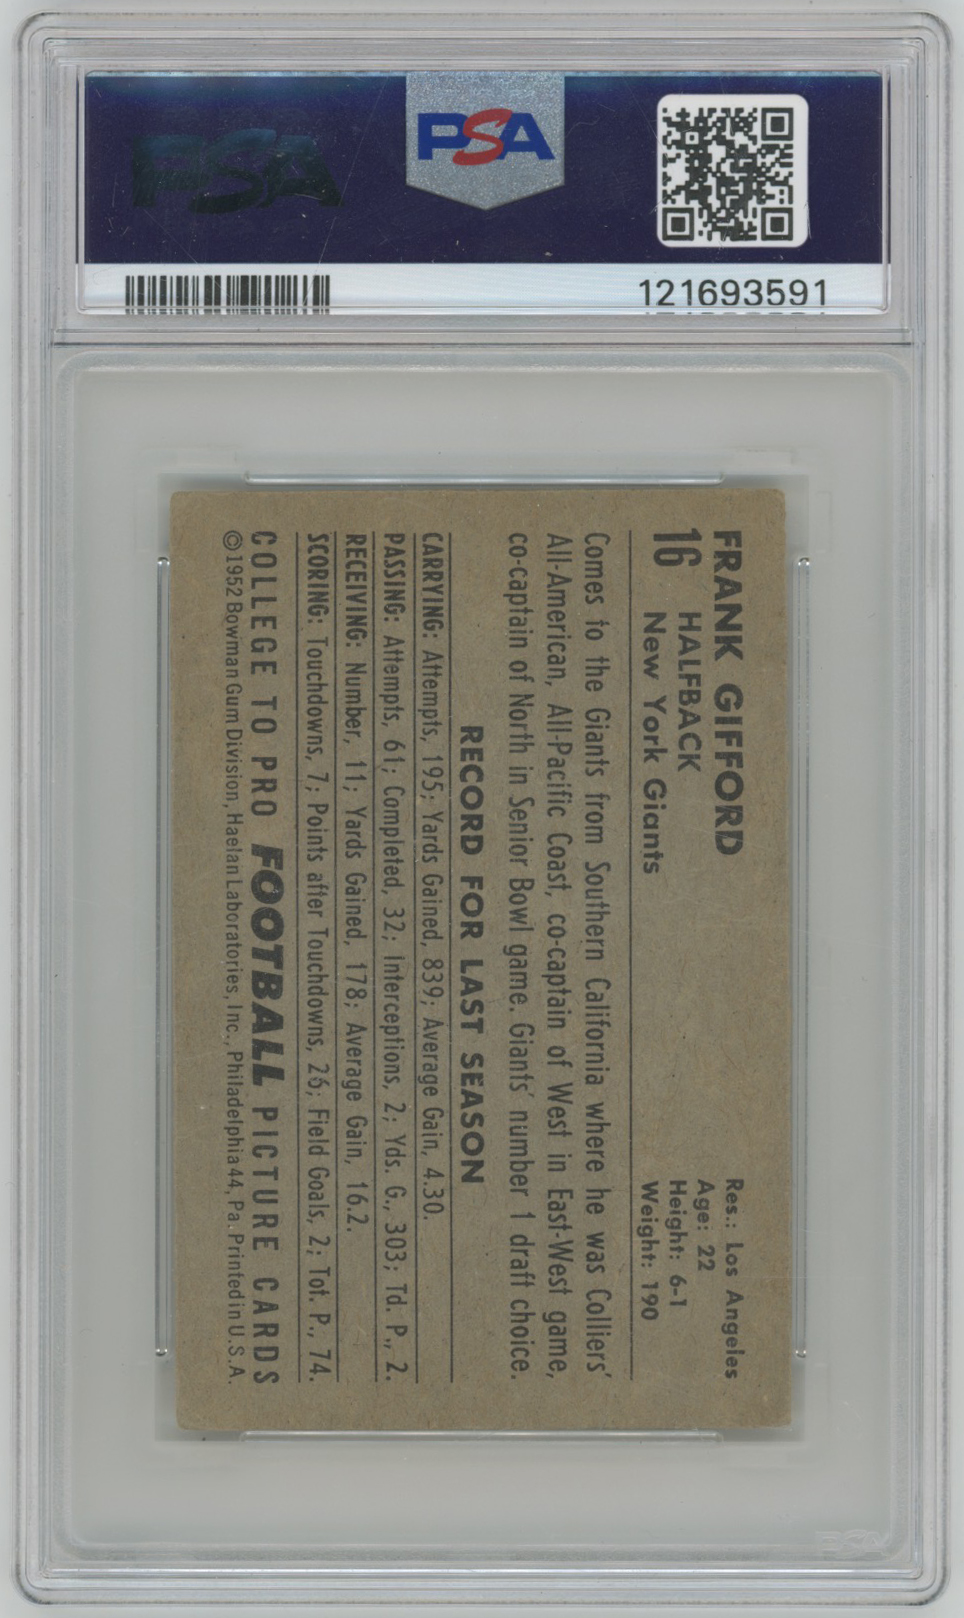 PSA
PSA
121693591
FRANK GIFFORD
16 HALFBACK
New York Giants
Res.: Los Angeles
Age: 22
Height: 6-1
Weight: 190
Comes to the Giants from Southern California where he was Colliers'
All-American, All-Pacific Coast, co-captain of West in East-West game,
co-captain of North in Senior Bowl game. Giants' number 1 draft choice.
RECORD FOR LAST SEASON
CARRYING: Attempts, 195; Yards Gained, 839; Average Gain, 4.30.
PASSING: Attempts, 61; Completed, 32; Interceptions, 2; Yds. G., 303; Td. P., 2.
RECEIVING: Number, 11; Yards Gained, 178; Average Gain, 16.2.
SCORING: Touchdowns, 7; Points after Touchdowns, 26; Field Goals, 2; Tot. P., 74.
COLLEGE TO PRO FOOTBALL PICTURE CARDS
©1952 Bowman Gum Division, Haelan Laboratories, Inc., Philadelphia 44, Pa. Printed in U.S.A.
PSA